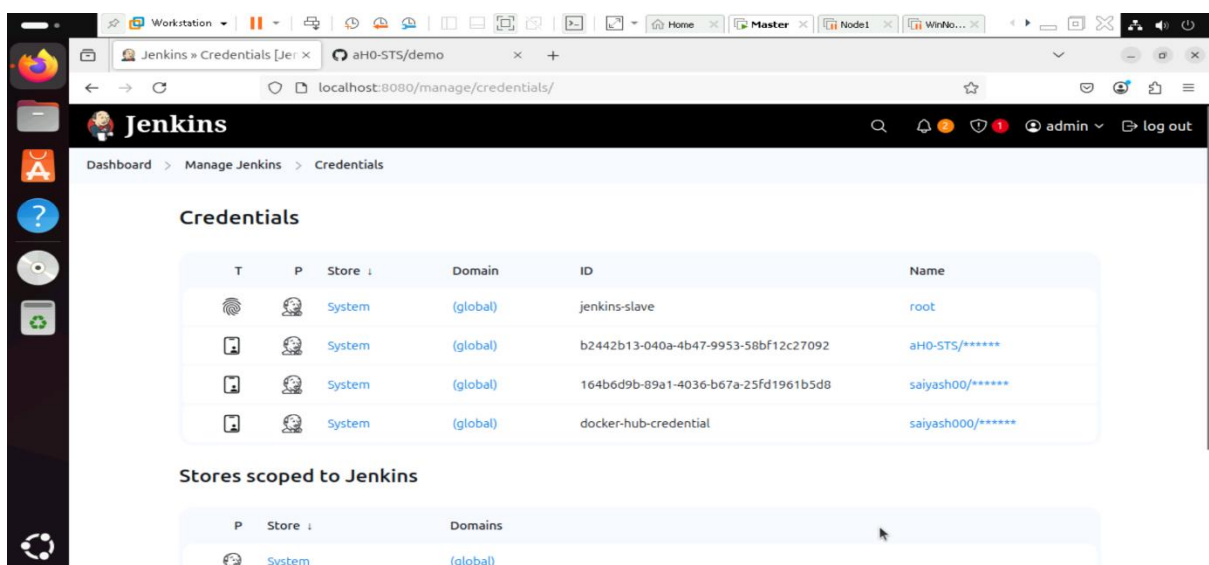 Workstation
Home
Master
Node1
WinNo...
Jenkins » Credentials [Jer
aH0-STS/demo
localhost:8080/manage/credentials/
Jenkins
2
1
admin
log out
Dashboard > Manage Jenkins > Credentials
Credentials
T P Store ↓ Domain ID Name
System (global) jenkins-slave root
System (global) b2442b13-040a-4b47-9953-58bf12c27092 aH0-STS/******
System (global) 164b6d9b-89a1-4036-b67a-25fd1961b5d8 saiyash00/******
System (global) docker-hub-credential saiyash000/******
Stores scoped to Jenkins
P Store ↓ Domains
System (global)